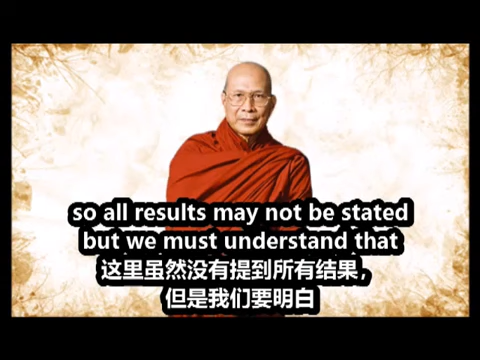 so all results may not be stated
but we must understand that
这里虽然没有提到所有结果，
但是我们要明白